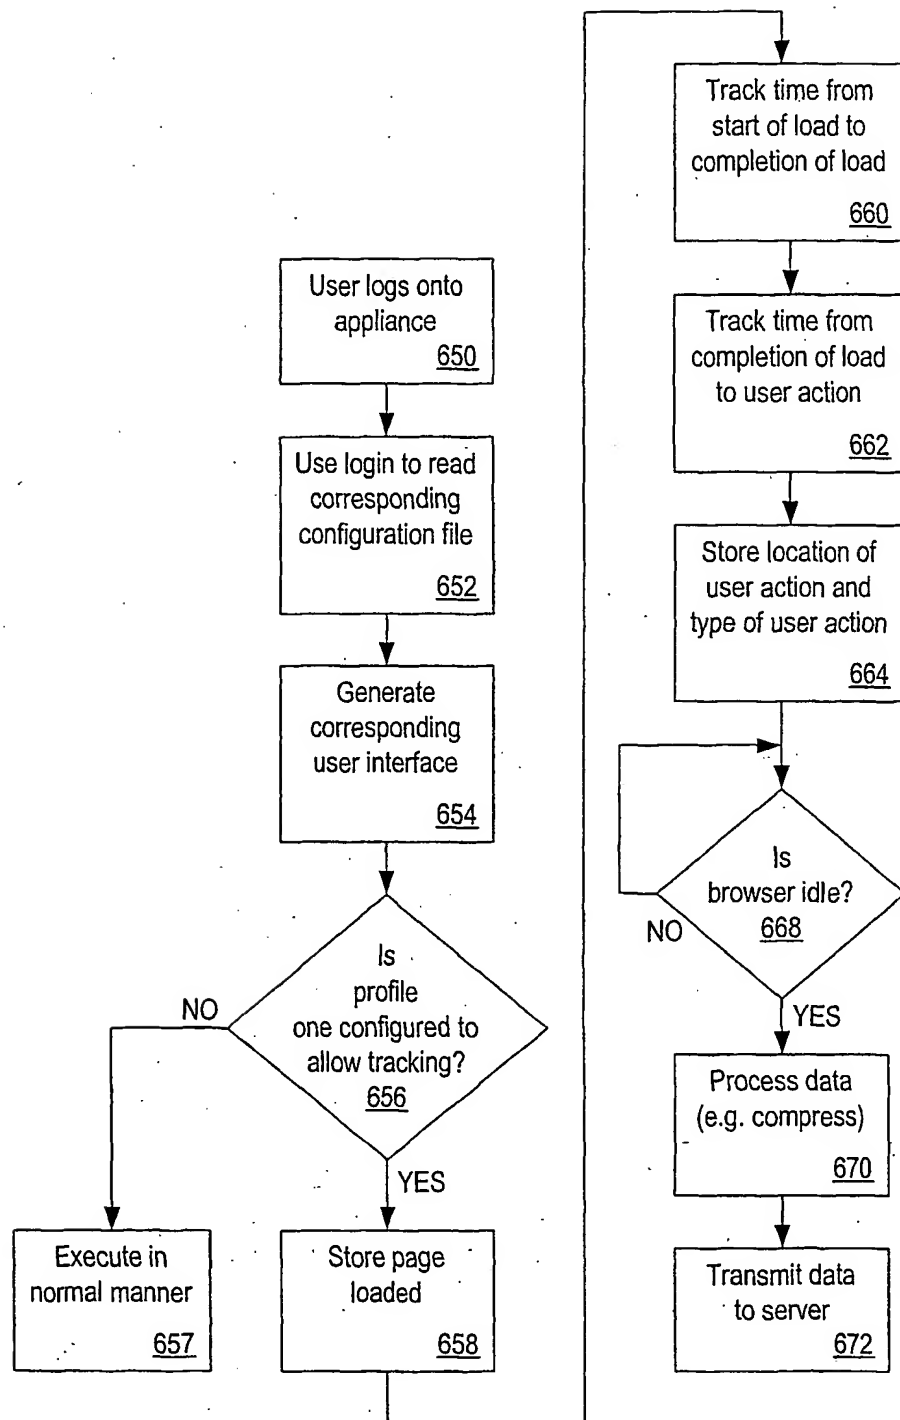 User logs onto
appliance
650
Use login to read
corresponding
configuration file
652
Generate
corresponding
user interface
654
Is
profile
one configured to
allow tracking?
656
NO
YES
Execute in
normal manner
657
Store page
loaded
658
Track time from
start of load to
completion of load
660
Track time from
completion of load
to user action
662
Store location of
user action and
type of user action
664
Is
browser idle?
668
NO
YES
Process data
(e.g. compress)
670
Transmit data
to server
672